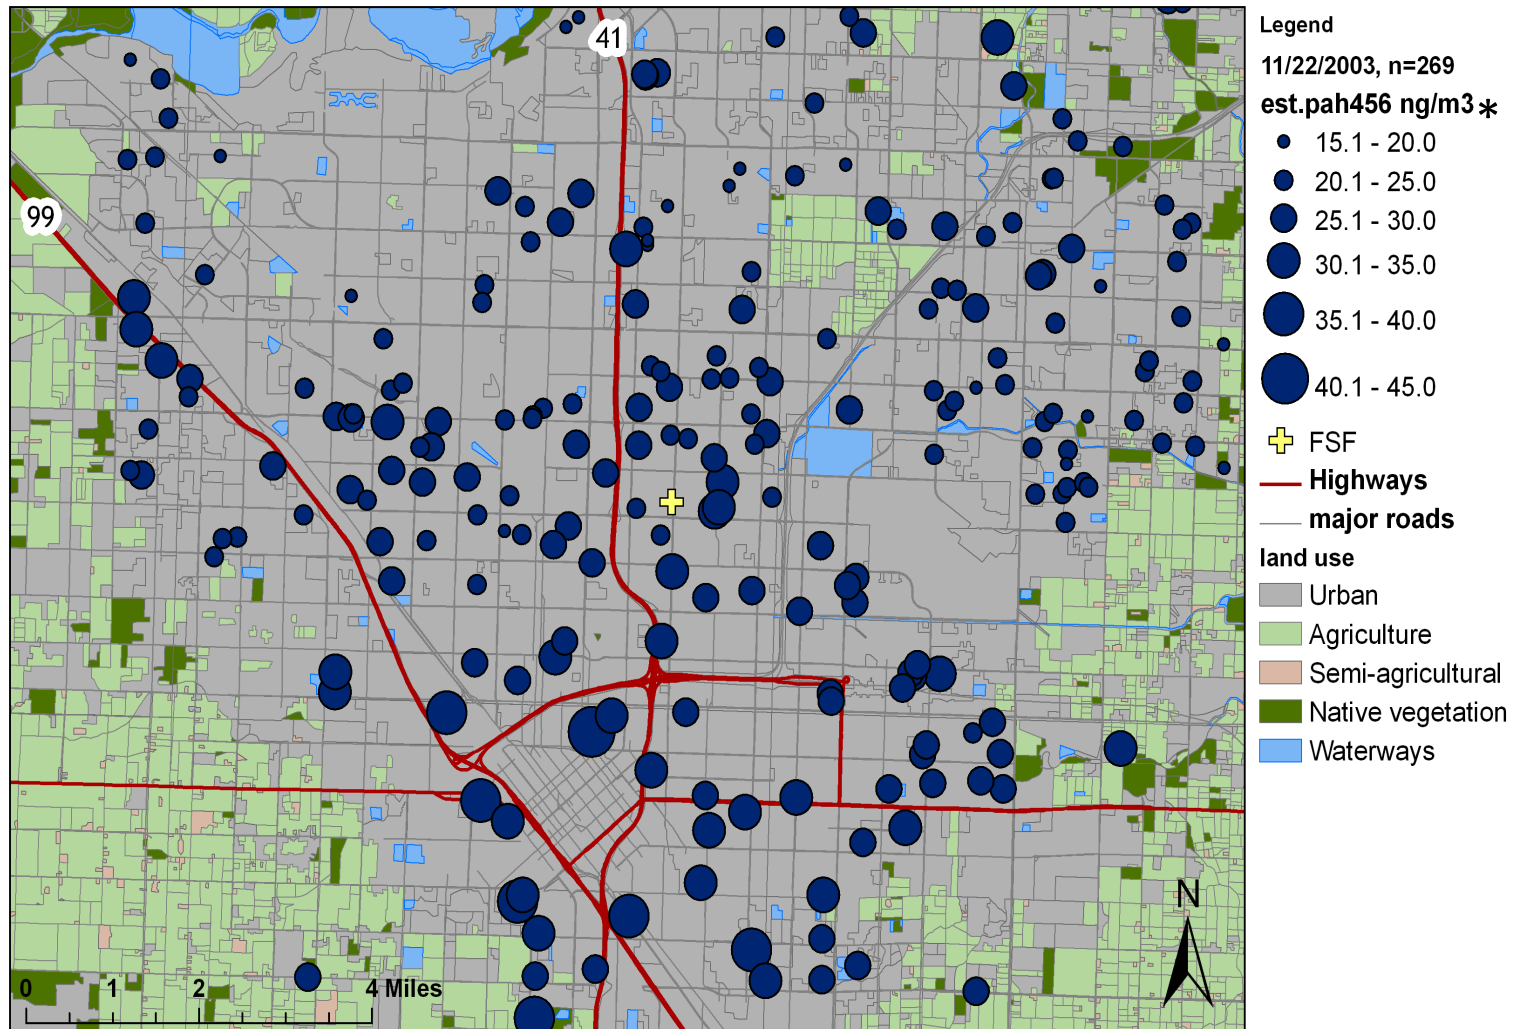 41
99
0 1 2 4 Miles
N
Legend
11/22/2003, n=269
est.pah456 ng/m3*
15.1 - 20.0
20.1 - 25.0
25.1 - 30.0
30.1 - 35.0
35.1 - 40.0
40.1 - 45.0
FSF
Highways
major roads
land use
Urban
Agriculture
Semi-agricultural
Native vegetation
Waterways